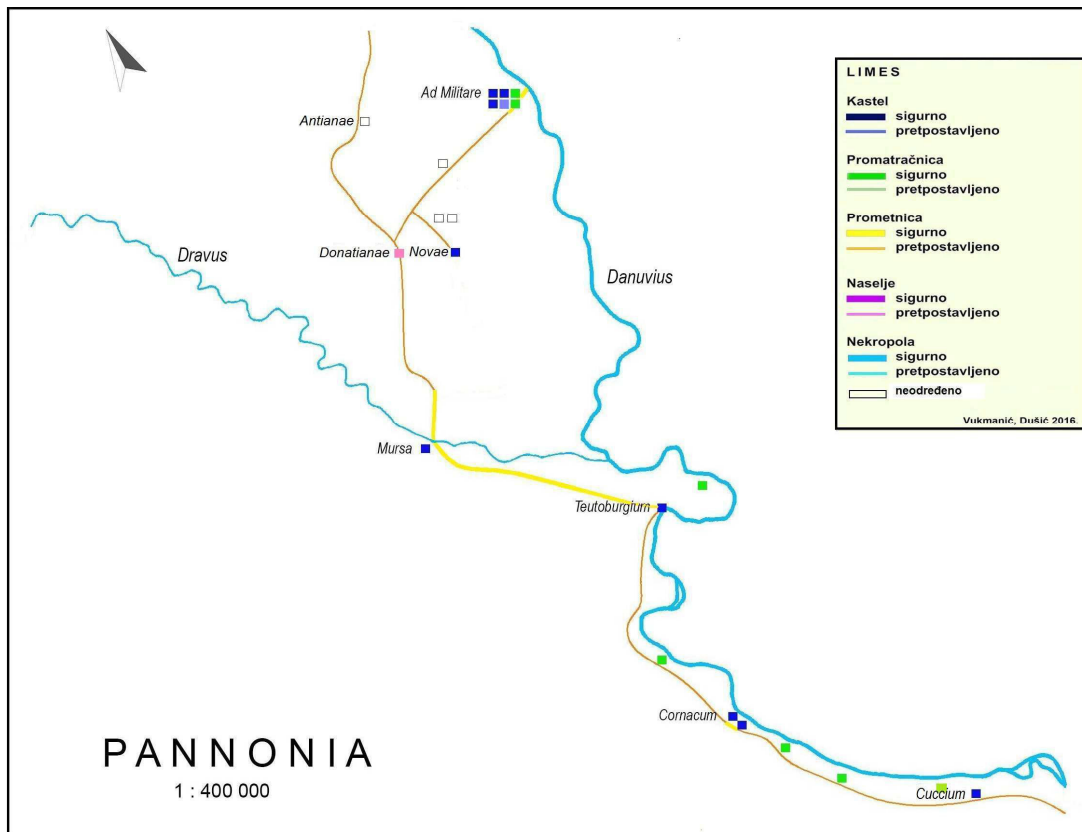 Ad Militare
Antianae
Dravus
Donatianae
Novae
Danuvius
Mursa
Teutoburgium
Cornacum
Cuccium
PANNONIA
1 : 400 000
LIMES
Kastel
sigurno
pretpostavljeno
Promatračnica
sigurno
pretpostavljeno
Prometnica
sigurno
pretpostavljeno
Naselje
sigurno
pretpostavljeno
Nekropola
sigurno
pretpostavljeno
neodređeno
Vukmanić, Dušić 2016.